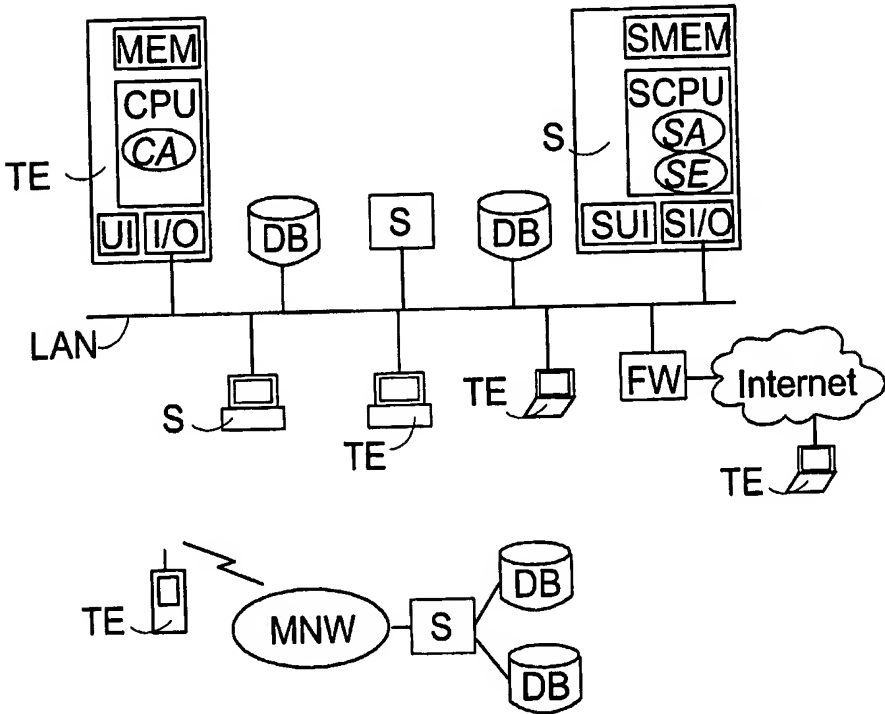 MEM
CPU
CA
TE
UI I/O
DB
S
DB
SMEM
SCPU
SA
SE
S
SUI SI/O
LAN
S
TE
TE
FW
Internet
TE
TE
MNW
S
DB
DB